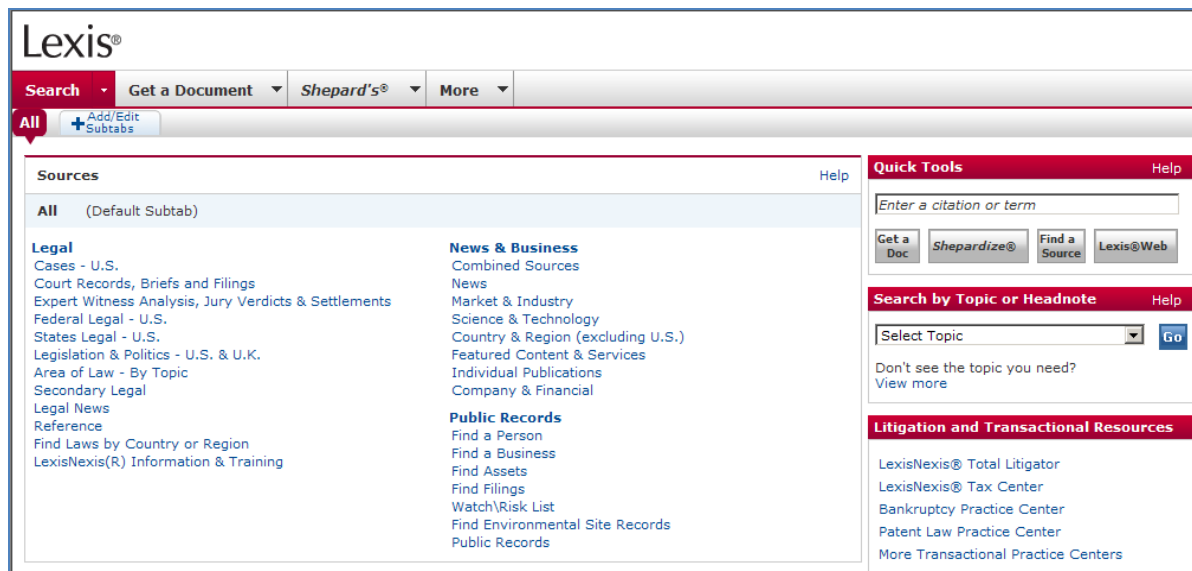 Lexis®
Search
Get a Document
Shepard's®
More
All
Add/Edit
Subtabs
Sources
Help
All (Default Subtab)
Legal
Cases - U.S.
Court Records, Briefs and Filings
Expert Witness Analysis, Jury Verdicts & Settlements
Federal Legal - U.S.
States Legal - U.S.
Legislation & Politics - U.S. & U.K.
Area of Law - By Topic
Secondary Legal
Legal News
Reference
Find Laws by Country or Region
LexisNexis(R) Information & Training
News & Business
Combined Sources
News
Market & Industry
Science & Technology
Country & Region (excluding U.S.)
Featured Content & Services
Individual Publications
Company & Financial
Public Records
Find a Person
Find a Business
Find Assets
Find Filings
Watch\Risk List
Find Environmental Site Records
Public Records
Quick Tools
Help
Enter a citation or term
Get a
Doc
Shepardize®
Find a
Source
Lexis®Web
Search by Topic or Headnote
Help
Select Topic
Go
Don't see the topic you need?
View more
Litigation and Transactional Resources
LexisNexis® Total Litigator
LexisNexis® Tax Center
Bankruptcy Practice Center
Patent Law Practice Center
More Transactional Practice Centers